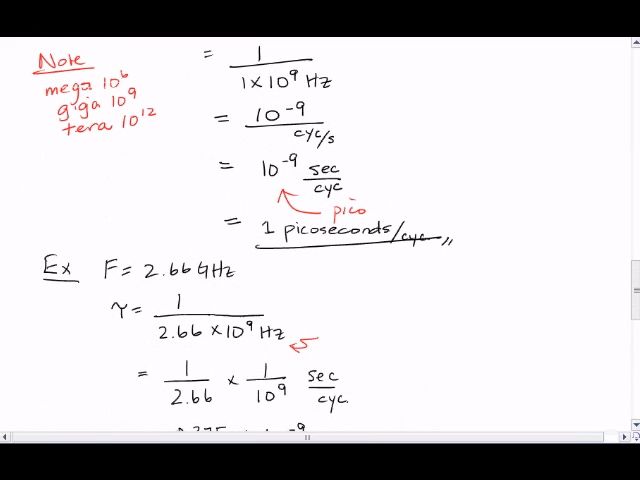 Note
mega 10^6
giga 10^9
tera 10^12
= 1 / 1×10^9 Hz
= 10^-9 / cyc/s
= 10^-9 sec/cyc
pico
= 1 picoseconds/cyc
Ex F = 2.66 GHz
τ = 1 / 2.66 × 10^9 Hz
= 1/2.66 × 1/10^9 sec/cyc.